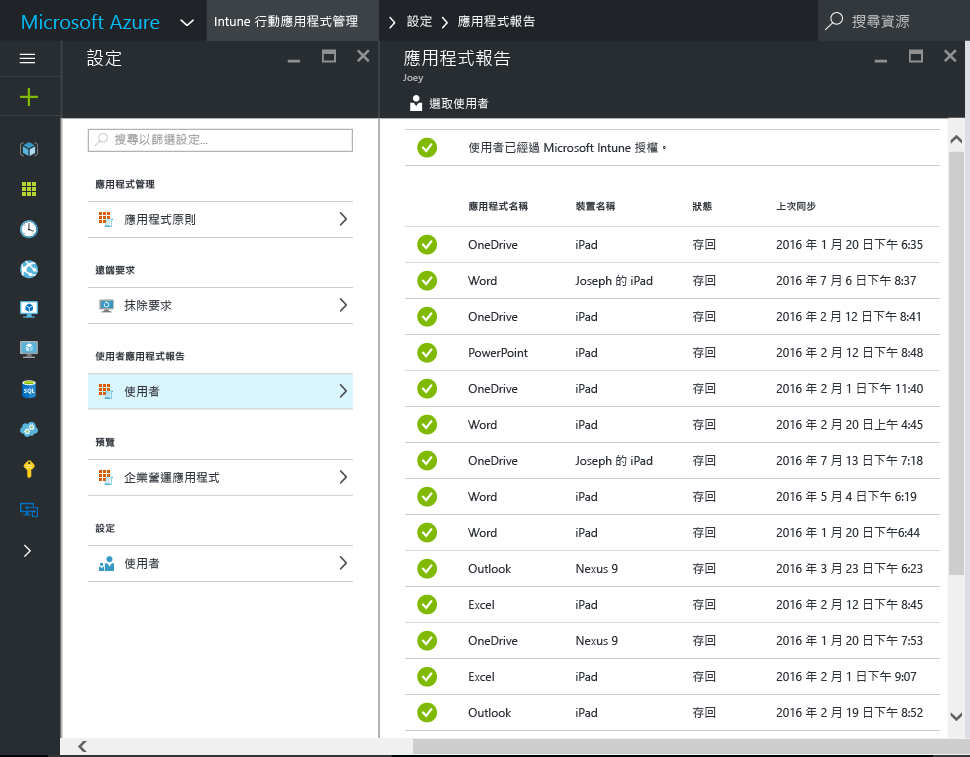 Microsoft Azure
Intune 行動應用程式管理
設定
應用程式報告
搜尋資源
設定
搜尋以篩選設定...
應用程式管理
應用程式原則
遠端要求
抹除要求
使用者應用程式報告
使用者
預覽
企業營運應用程式
設定
使用者
應用程式報告
Joey
選取使用者
使用者已經過 Microsoft Intune 授權。
應用程式名稱 裝置名稱 狀態 上次同步
OneDrive iPad 存回 2016 年 1 月 20 日下午 6:35
Word Joseph 的 iPad 存回 2016 年 7 月 6 日下午 8:37
OneDrive iPad 存回 2016 年 2 月 12 日下午 8:41
PowerPoint iPad 存回 2016 年 2 月 12 日下午 8:48
OneDrive iPad 存回 2016 年 2 月 1 日下午 11:40
Word iPad 存回 2016 年 2 月 20 日上午 4:45
OneDrive Joseph 的 iPad 存回 2016 年 7 月 13 日下午 7:18
Word iPad 存回 2016 年 5 月 4 日下午 6:19
Word iPad 存回 2016 年 1 月 20 日下午6:44
Outlook Nexus 9 存回 2016 年 3 月 23 日下午 6:23
Excel iPad 存回 2016 年 2 月 12 日下午 8:45
OneDrive Nexus 9 存回 2016 年 1 月 20 日下午 7:53
Excel iPad 存回 2016 年 2 月 1 日下午 9:07
Outlook iPad 存回 2016 年 2 月 19 日下午 8:52
SQL